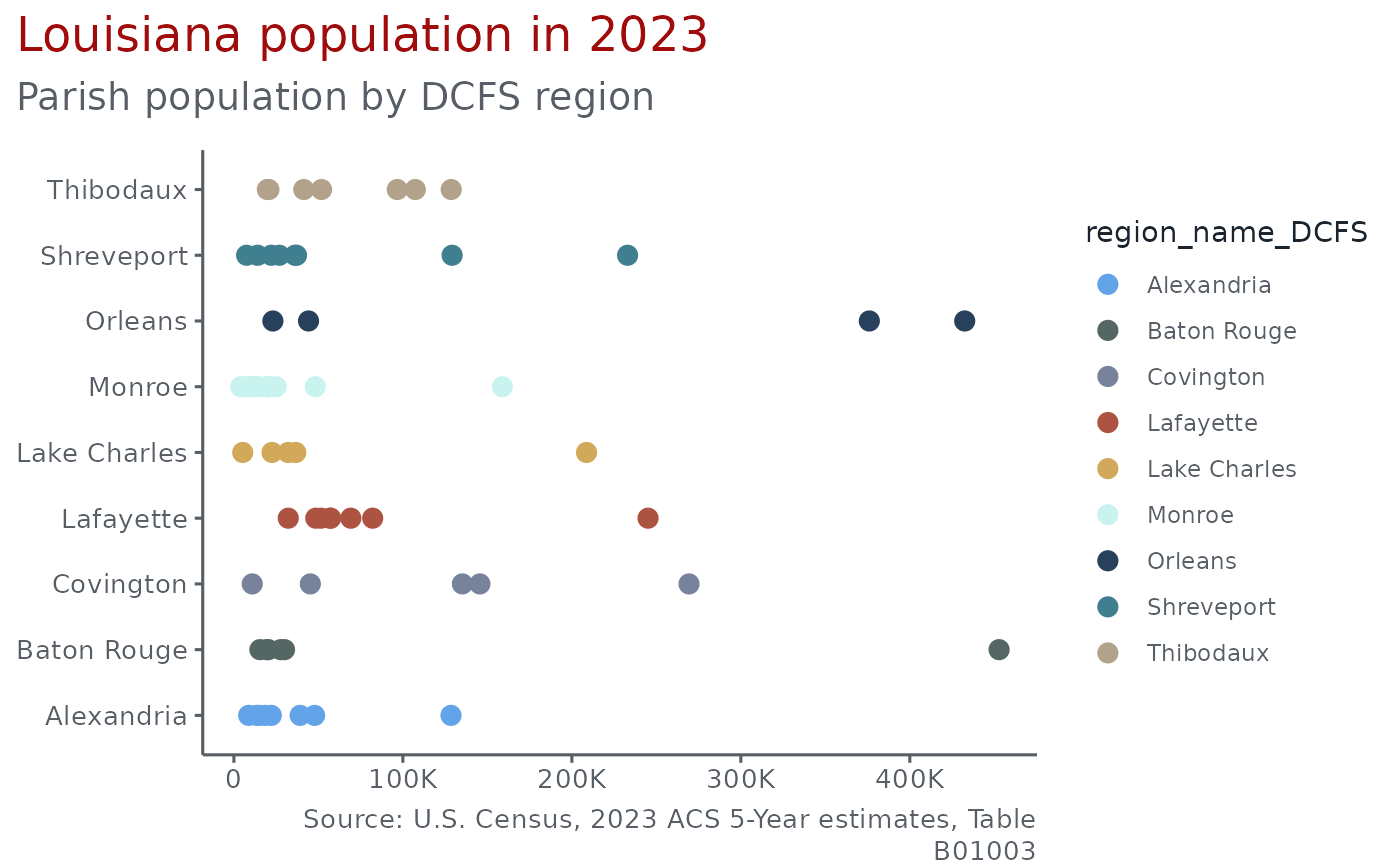 Louisiana population in 2023
Parish population by DCFS region
Thibodaux
Shreveport
Orleans
Monroe
Lake Charles
Lafayette
Covington
Baton Rouge
Alexandria
0 100K 200K 300K 400K
Source: U.S. Census, 2023 ACS 5-Year estimates, Table
B01003
region_name_DCFS
Alexandria
Baton Rouge
Covington
Lafayette
Lake Charles
Monroe
Orleans
Shreveport
Thibodaux